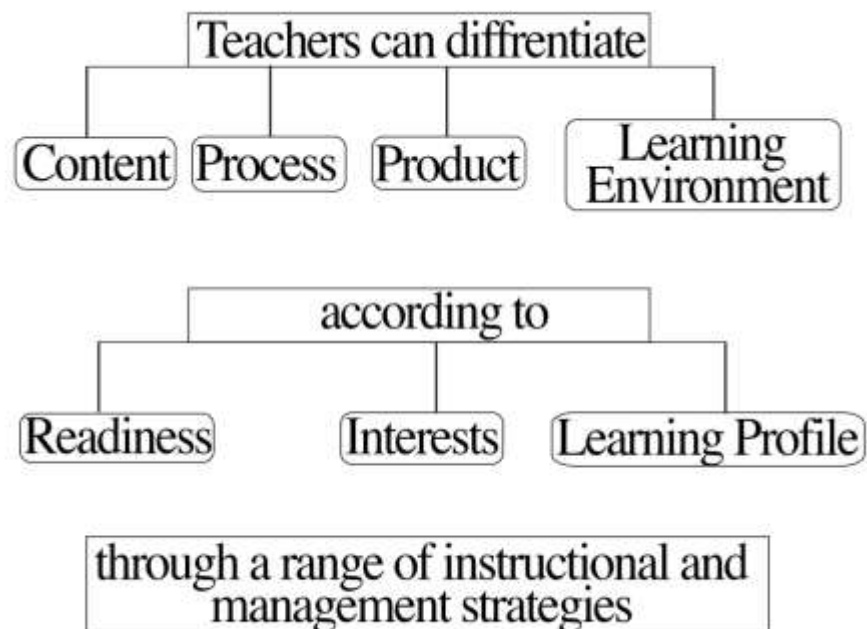 Teachers can diffrentiate
Content
Process
Product
Learning
Environment
according to
Readiness
Interests
Learning Profile
through a range of instructional and
management strategies